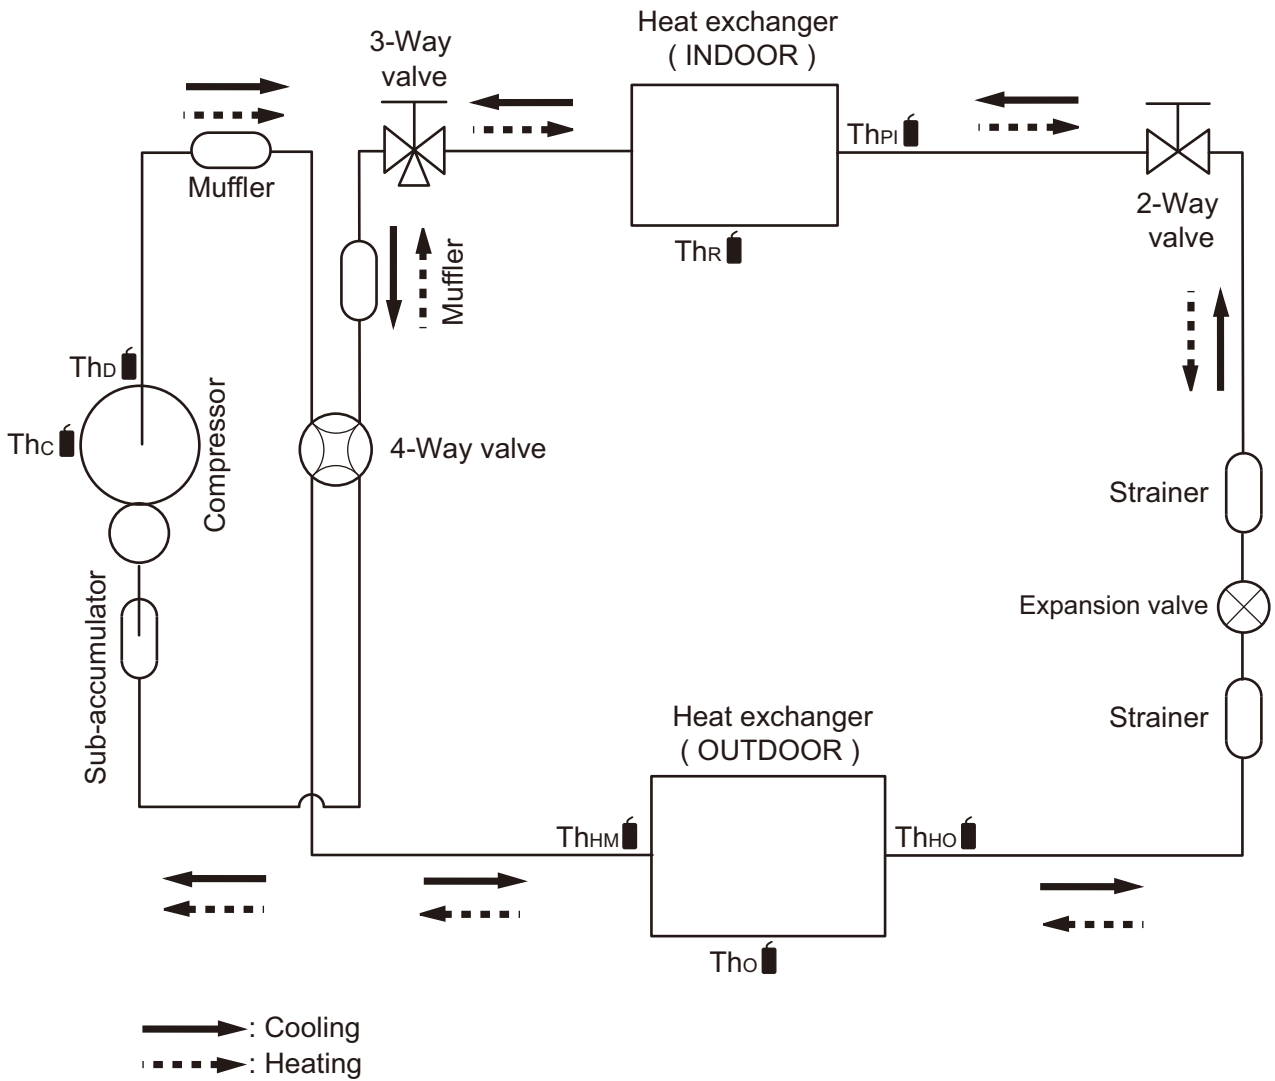 Heat exchanger
( INDOOR )
3-Way
valve
Muffler
ThPI
2-Way
valve
ThR
Muffler
ThD
ThC
Compressor
4-Way valve
Strainer
Expansion valve
Sub-accumulator
Strainer
Heat exchanger
( OUTDOOR )
ThHM
ThHO
ThO
: Cooling
: Heating